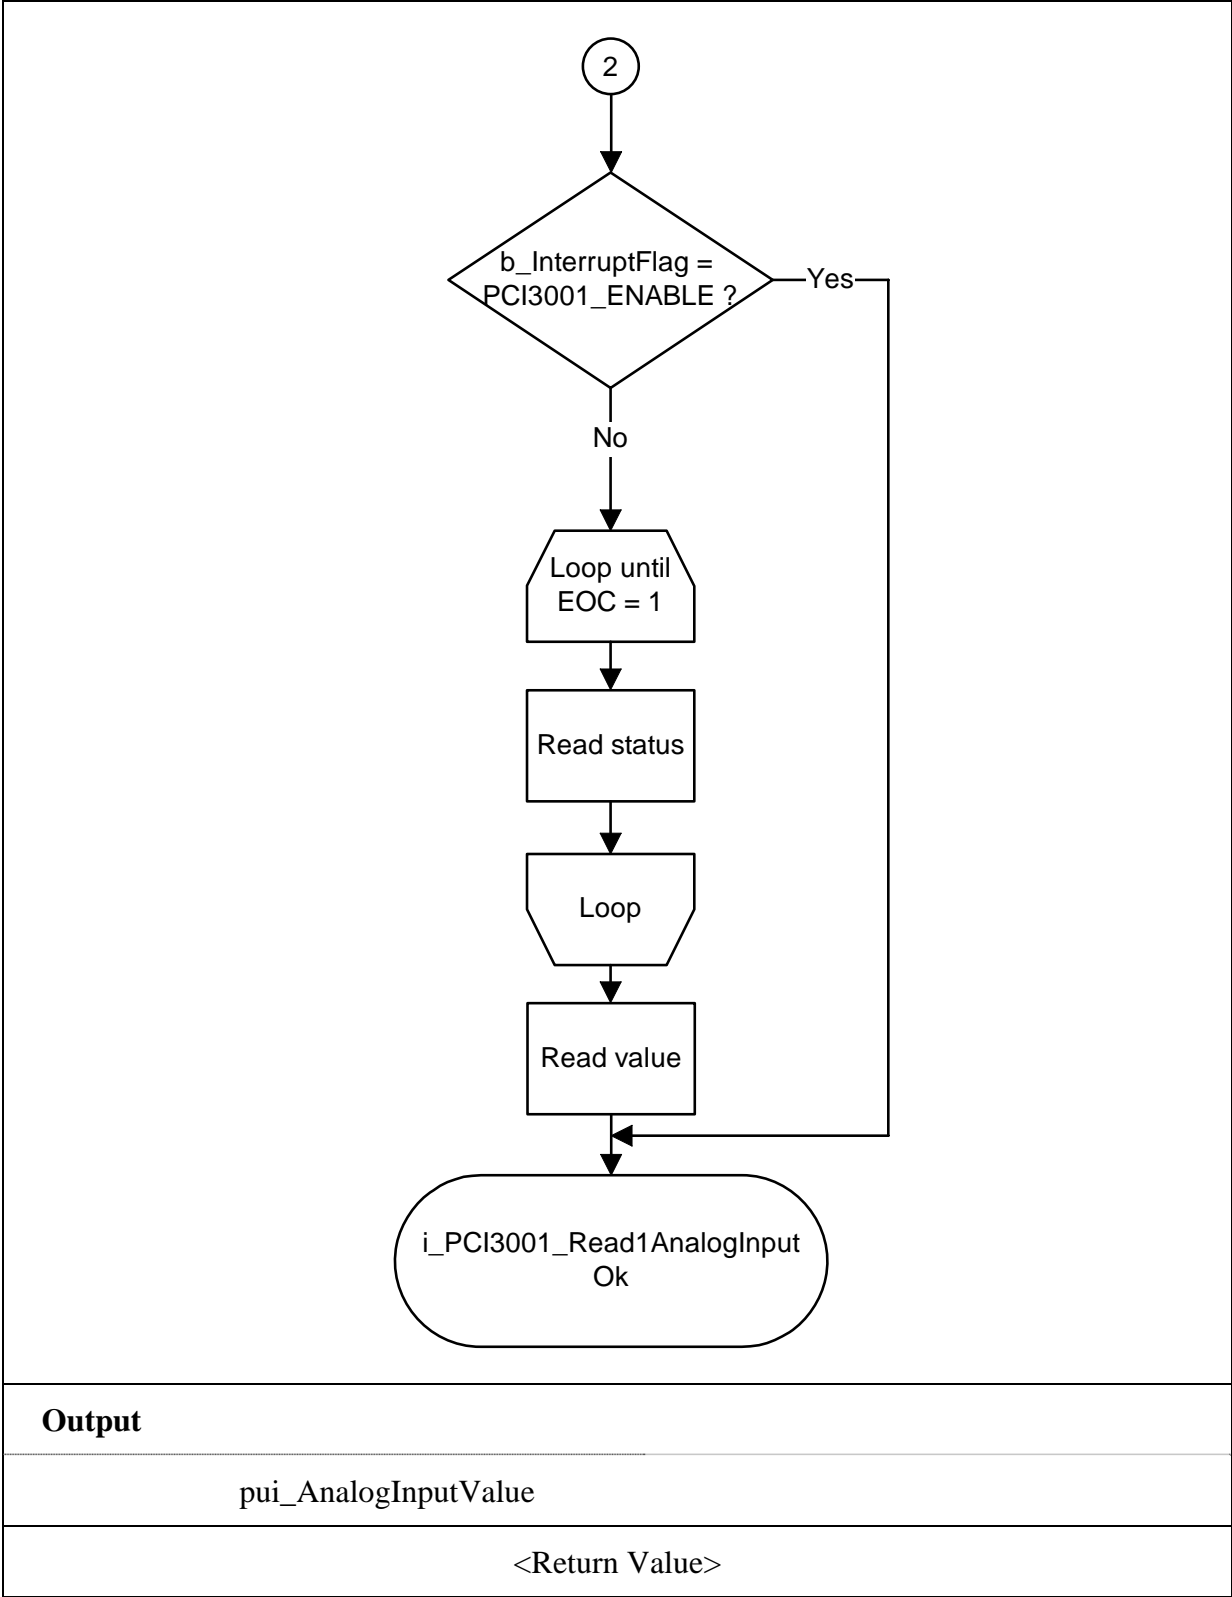 2
b_InterruptFlag =
PCI3001_ENABLE ?
Yes
No
Loop until
EOC = 1
Read status
Loop
Read value
i_PCI3001_Read1AnalogInput
Ok
Output
pui_AnalogInputValue
<Return Value>